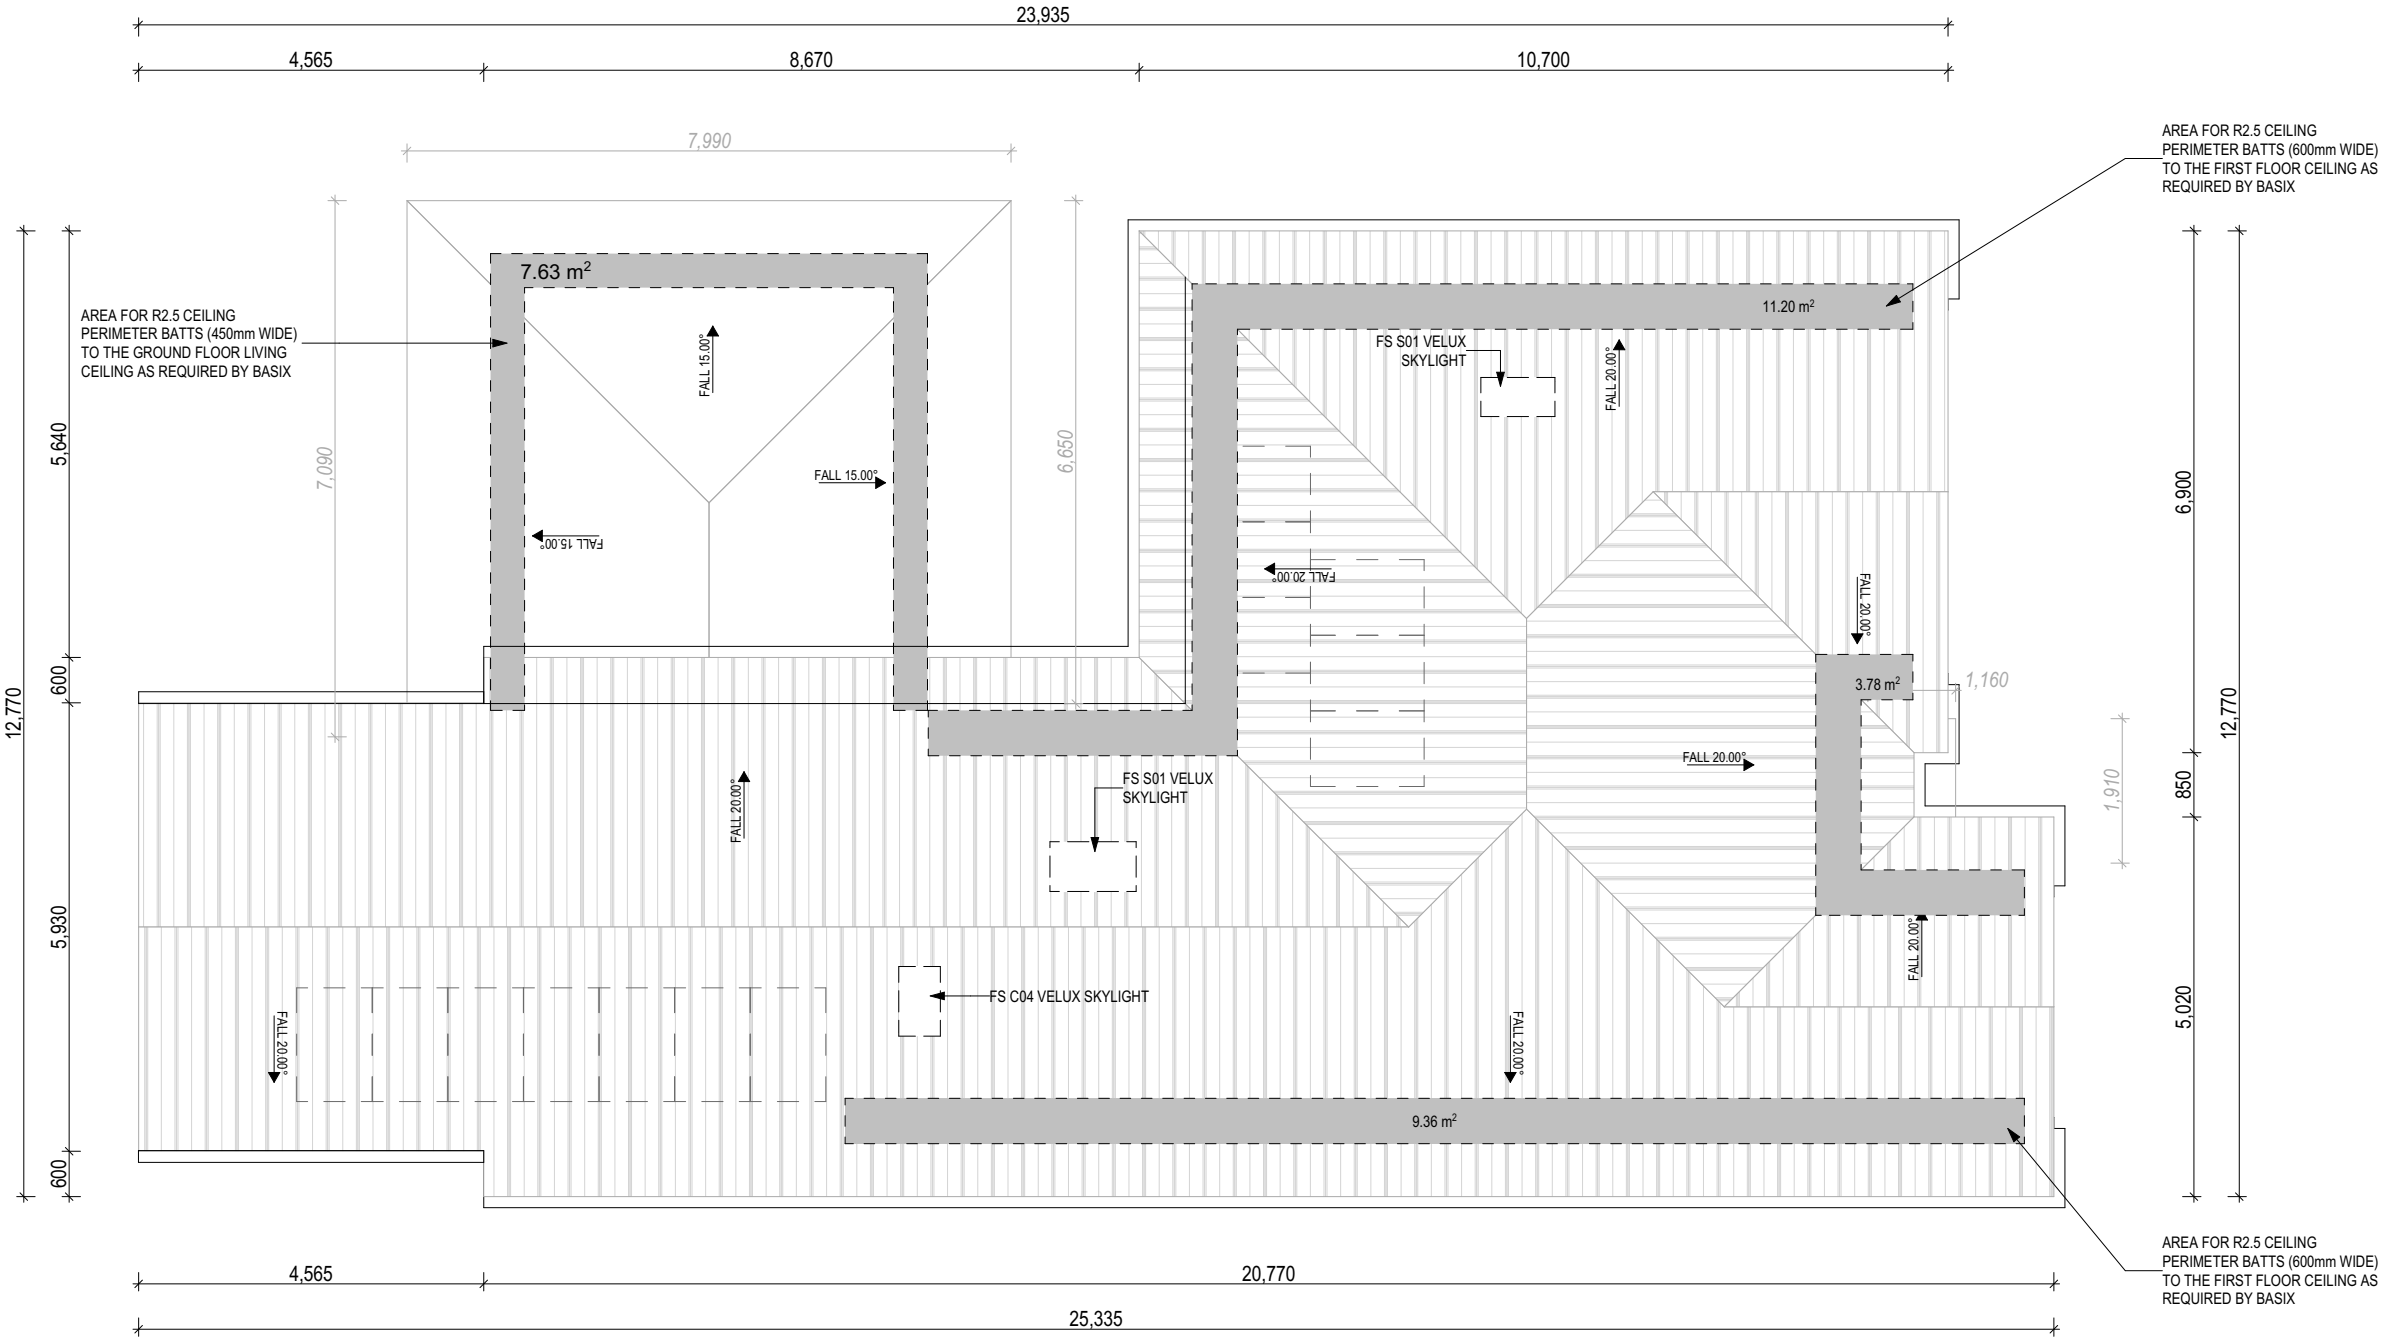 23,935
4,565
8,670
10,700
7,990
AREA FOR R2.5 CEILING
PERIMETER BATTS (600mm WIDE)
TO THE FIRST FLOOR CEILING AS
REQUIRED BY BASIX
7.63 m²
11.20 m²
AREA FOR R2.5 CEILING
PERIMETER BATTS (450mm WIDE)
TO THE GROUND FLOOR LIVING
CEILING AS REQUIRED BY BASIX
FS S01 VELUX
SKYLIGHT
FALL 15.00°
FALL 20.00°
5,640
7,090
6,650
FALL 15.00°
6,900
FALL 15.00°
FALL 20.00°
FALL 20.00°
600
3.78 m²
1,160
12,770
12,770
FALL 20.00°
FS S01 VELUX
SKYLIGHT
850
1,910
FALL 20.00°
5,930
FALL 20.00°
FS C04 VELUX SKYLIGHT
5,020
FALL 20.00°
FALL 20.00°
9.36 m²
600
AREA FOR R2.5 CEILING
PERIMETER BATTS (600mm WIDE)
TO THE FIRST FLOOR CEILING AS
REQUIRED BY BASIX
4,565
20,770
25,335